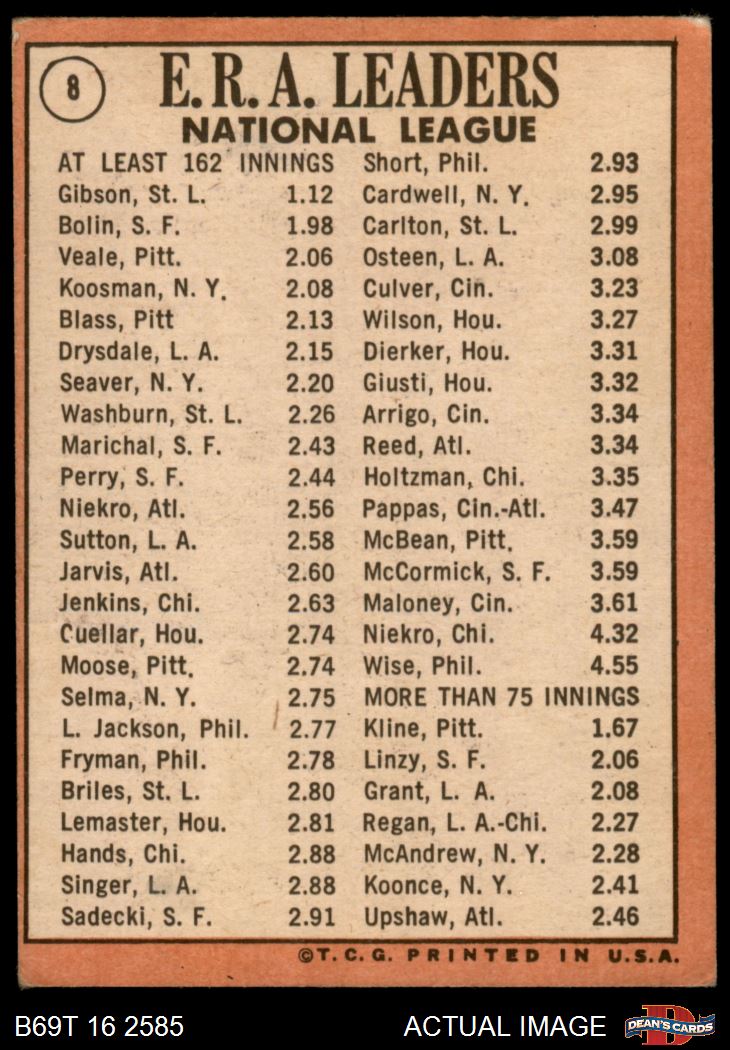 8
E.R.A. LEADERS
NATIONAL LEAGUE
AT LEAST 162 INNINGS
Gibson, St. L. 1.12
Bolin, S. F. 1.98
Veale, Pitt. 2.06
Koosman, N. Y. 2.08
Blass, Pitt 2.13
Drysdale, L. A. 2.15
Seaver, N. Y. 2.20
Washburn, St. L. 2.26
Marichal, S. F. 2.43
Perry, S. F. 2.44
Niekro, Atl. 2.56
Sutton, L. A. 2.58
Jarvis, Atl. 2.60
Jenkins, Chi. 2.63
Cuellar, Hou. 2.74
Moose, Pitt. 2.74
Selma, N. Y. 2.75
L. Jackson, Phil. 2.77
Fryman, Phil. 2.78
Briles, St. L. 2.80
Lemaster, Hou. 2.81
Hands, Chi. 2.88
Singer, L. A. 2.88
Sadecki, S. F. 2.91
Short, Phil. 2.93
Cardwell, N. Y. 2.95
Carlton, St. L. 2.99
Osteen, L. A. 3.08
Culver, Cin. 3.23
Wilson, Hou. 3.27
Dierker, Hou. 3.31
Giusti, Hou. 3.32
Arrigo, Cin. 3.34
Reed, Atl. 3.34
Holtzman, Chi. 3.35
Pappas, Cin.-Atl. 3.47
McBean, Pitt. 3.59
McCormick, S. F. 3.59
Maloney, Cin. 3.61
Niekro, Chi. 4.32
Wise, Phil. 4.55
MORE THAN 75 INNINGS
Kline, Pitt. 1.67
Linzy, S. F. 2.06
Grant, L. A. 2.08
Regan, L. A.-Chi. 2.27
McAndrew, N. Y. 2.28
Koonce, N. Y. 2.41
Upshaw, Atl. 2.46
©T.C.G. PRINTED IN U.S.A.
B69T 16 2585 ACTUAL IMAGE
D
DEAN'S CARDS